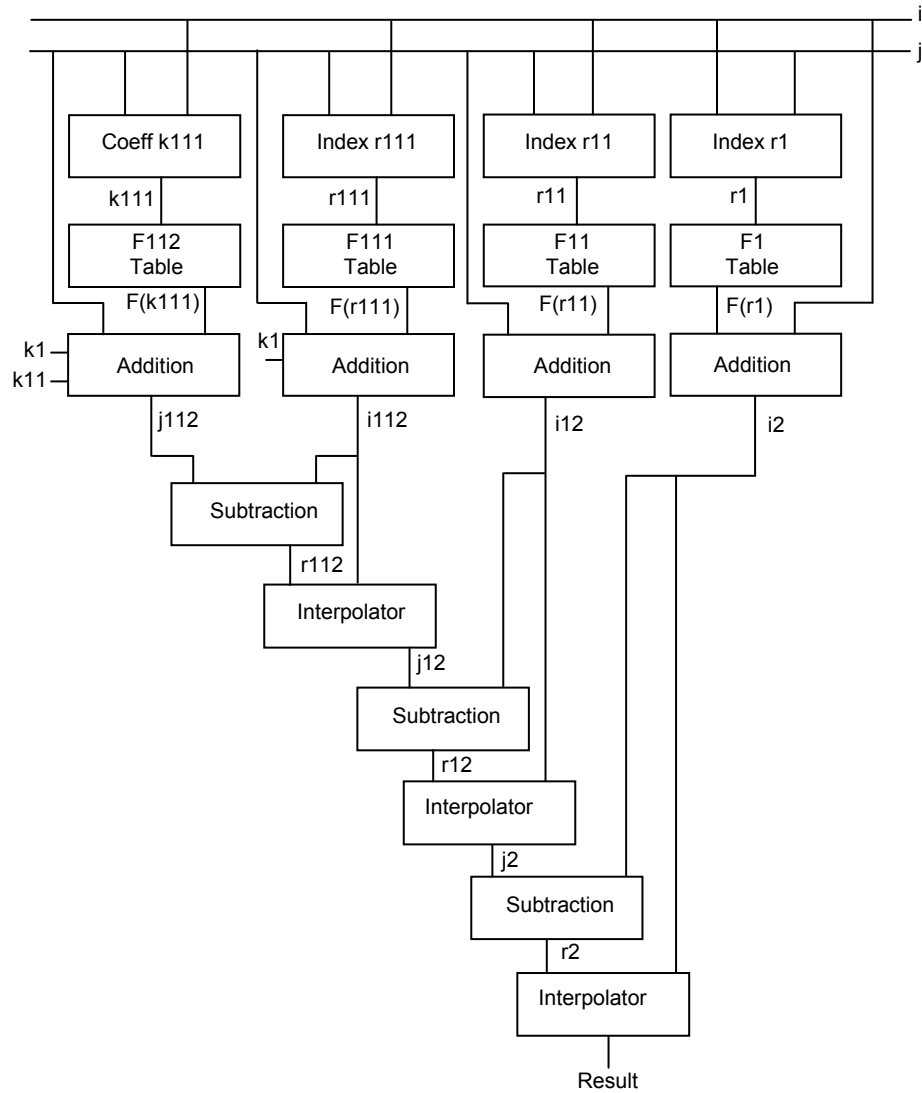 i
j
Coeff k111
Index r111
Index r11
Index r1
k111
r111
r11
r1
F112
Table
F111
Table
F11
Table
F1
Table
F(k111)
F(r111)
F(r11)
F(r1)
k1
k11
Addition
k1
Addition
Addition
Addition
j112
i112
i12
i2
Subtraction
r112
Interpolator
j12
Subtraction
r12
Interpolator
j2
Subtraction
r2
Interpolator
Result